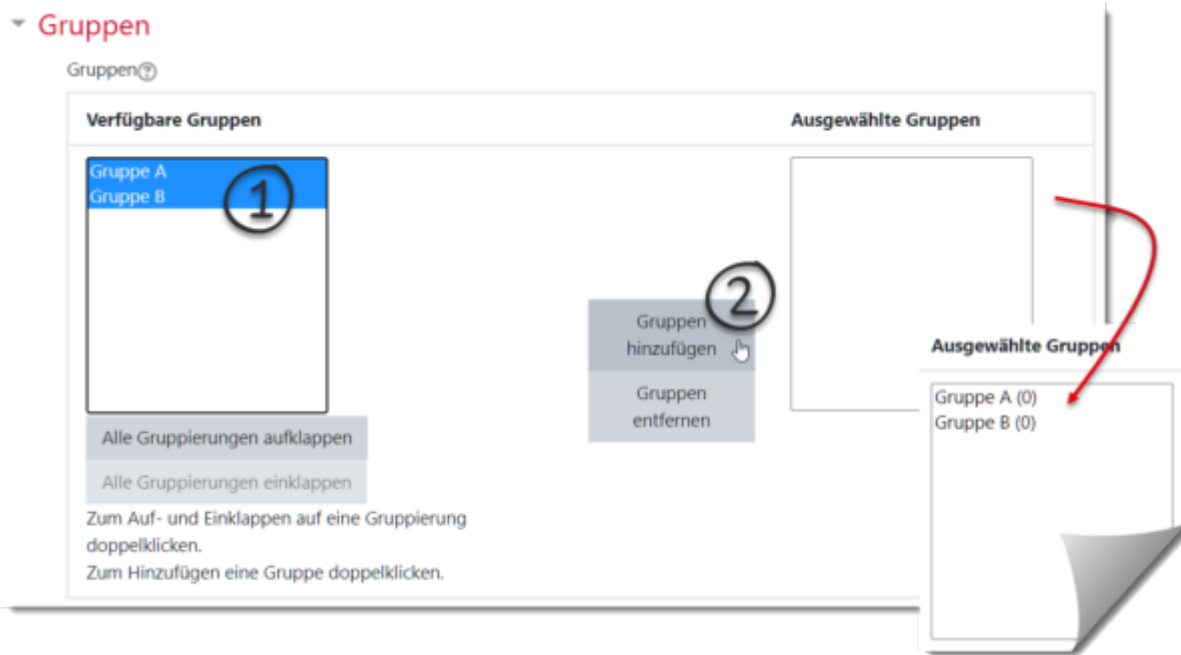 Gruppen
Gruppen?
Verfügbare Gruppen
Ausgewählte Gruppen
Gruppe A
Gruppe B
1
2
Gruppen
hinzufügen
Gruppen
entfernen
Ausgewählte Gruppen
Gruppe A (0)
Gruppe B (0)
Alle Gruppierungen aufklappen
Alle Gruppierungen einklappen
Zum Auf- und Einklappen auf eine Gruppierung
doppelklicken.
Zum Hinzufügen eine Gruppe doppelklicken.